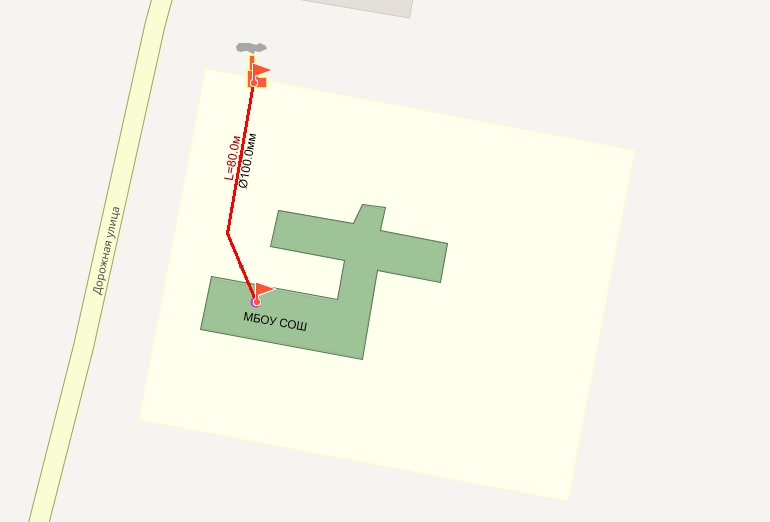 L=80.0м
Ø100.0мм
Дорожная улица
МБОУ СОШ